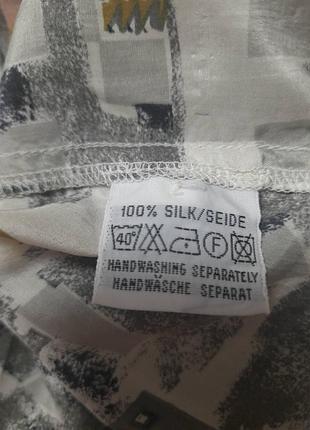 100% SILK/SEIDE
40° F
HANDWASHING SEPARATELY
HANDWÄSCHE SEPARAT